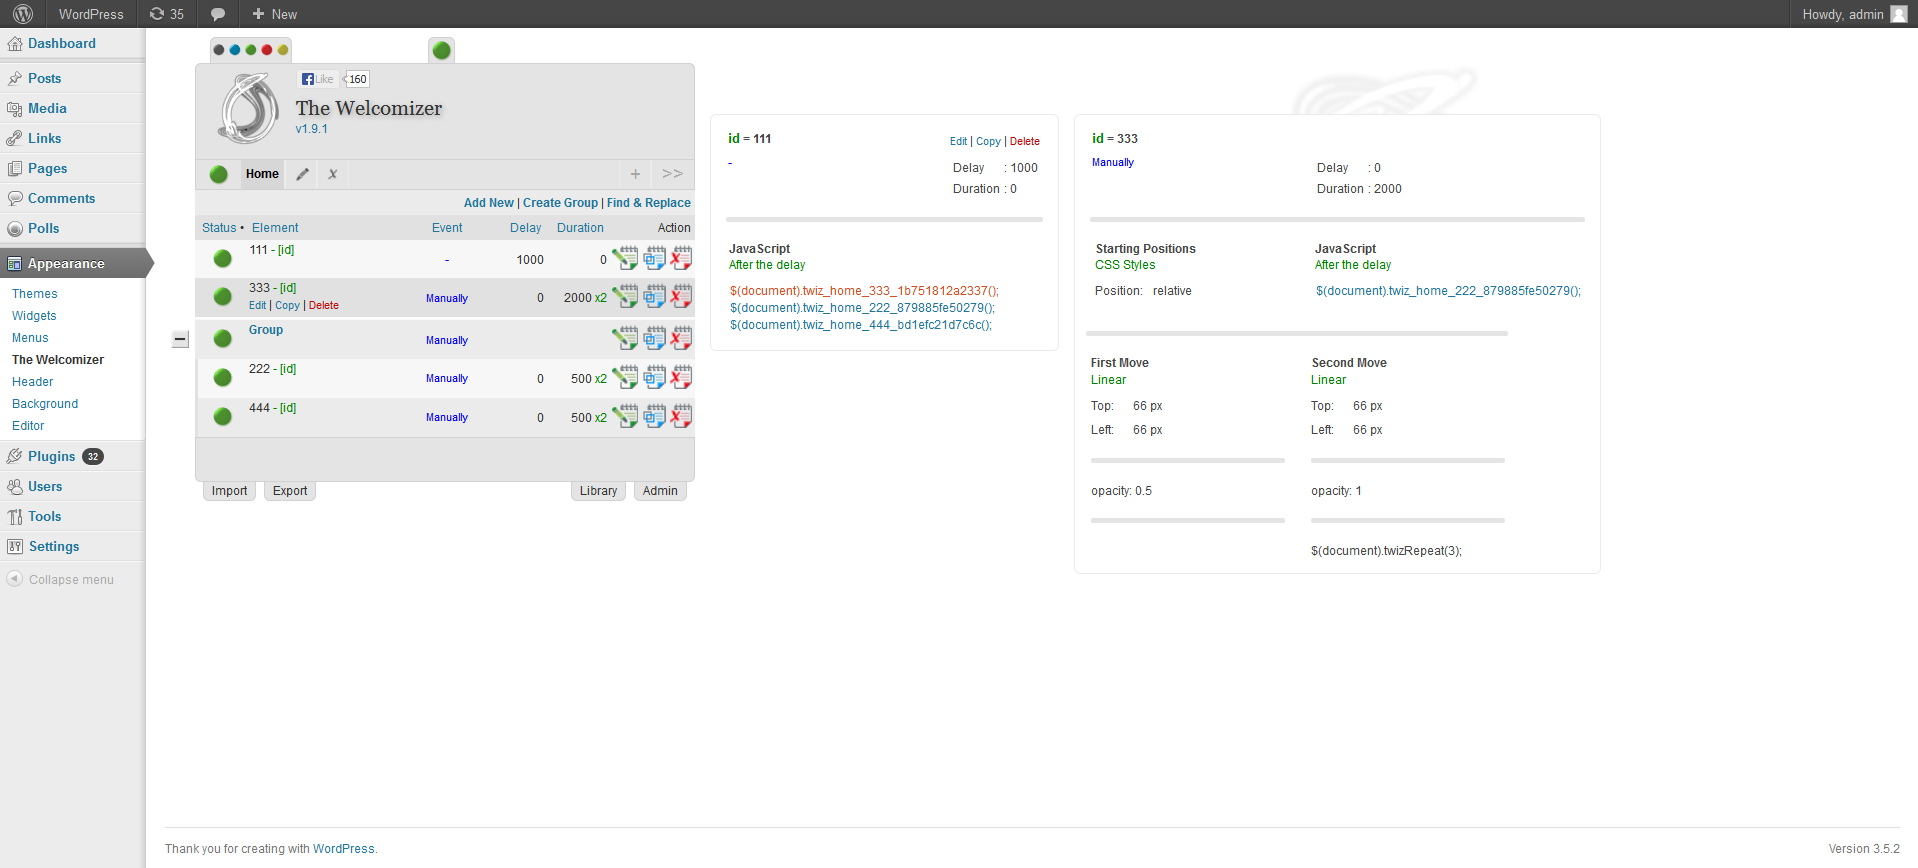 WordPress 35 New Howdy, admin
Dashboard
Posts
Media
Links
Pages
Comments
Polls
Appearance
Themes
Widgets
Menus
The Welcomizer
Header
Background
Editor
Plugins 32
Users
Tools
Settings
Collapse menu
Like 160
The Welcomizer
v1.9.1
Home x + >>
Add New | Create Group | Find & Replace
Status • Element Event Delay Duration Action
111 - [id] - 1000 0
333 - [id] Manually 0 2000 x2
Edit | Copy | Delete
Group Manually
222 - [id] Manually 0 500 x2
444 - [id] Manually 0 500 x2
Import Export Library Admin
id = 111 Edit | Copy | Delete
-
Delay : 1000
Duration : 0
JavaScript
After the delay
$(document).twiz_home_333_1b751812a2337();
$(document).twiz_home_222_879885fe50279();
$(document).twiz_home_444_bd1efc21d7c6c();
id = 333
Manually
Delay : 0
Duration : 2000
Starting Positions JavaScript
CSS Styles After the delay
Position: relative $(document).twiz_home_222_879885fe50279();
First Move Second Move
Linear Linear
Top: 66 px Top: 66 px
Left: 66 px Left: 66 px
opacity: 0.5 opacity: 1
$(document).twizRepeat(3);
Thank you for creating with WordPress. Version 3.5.2